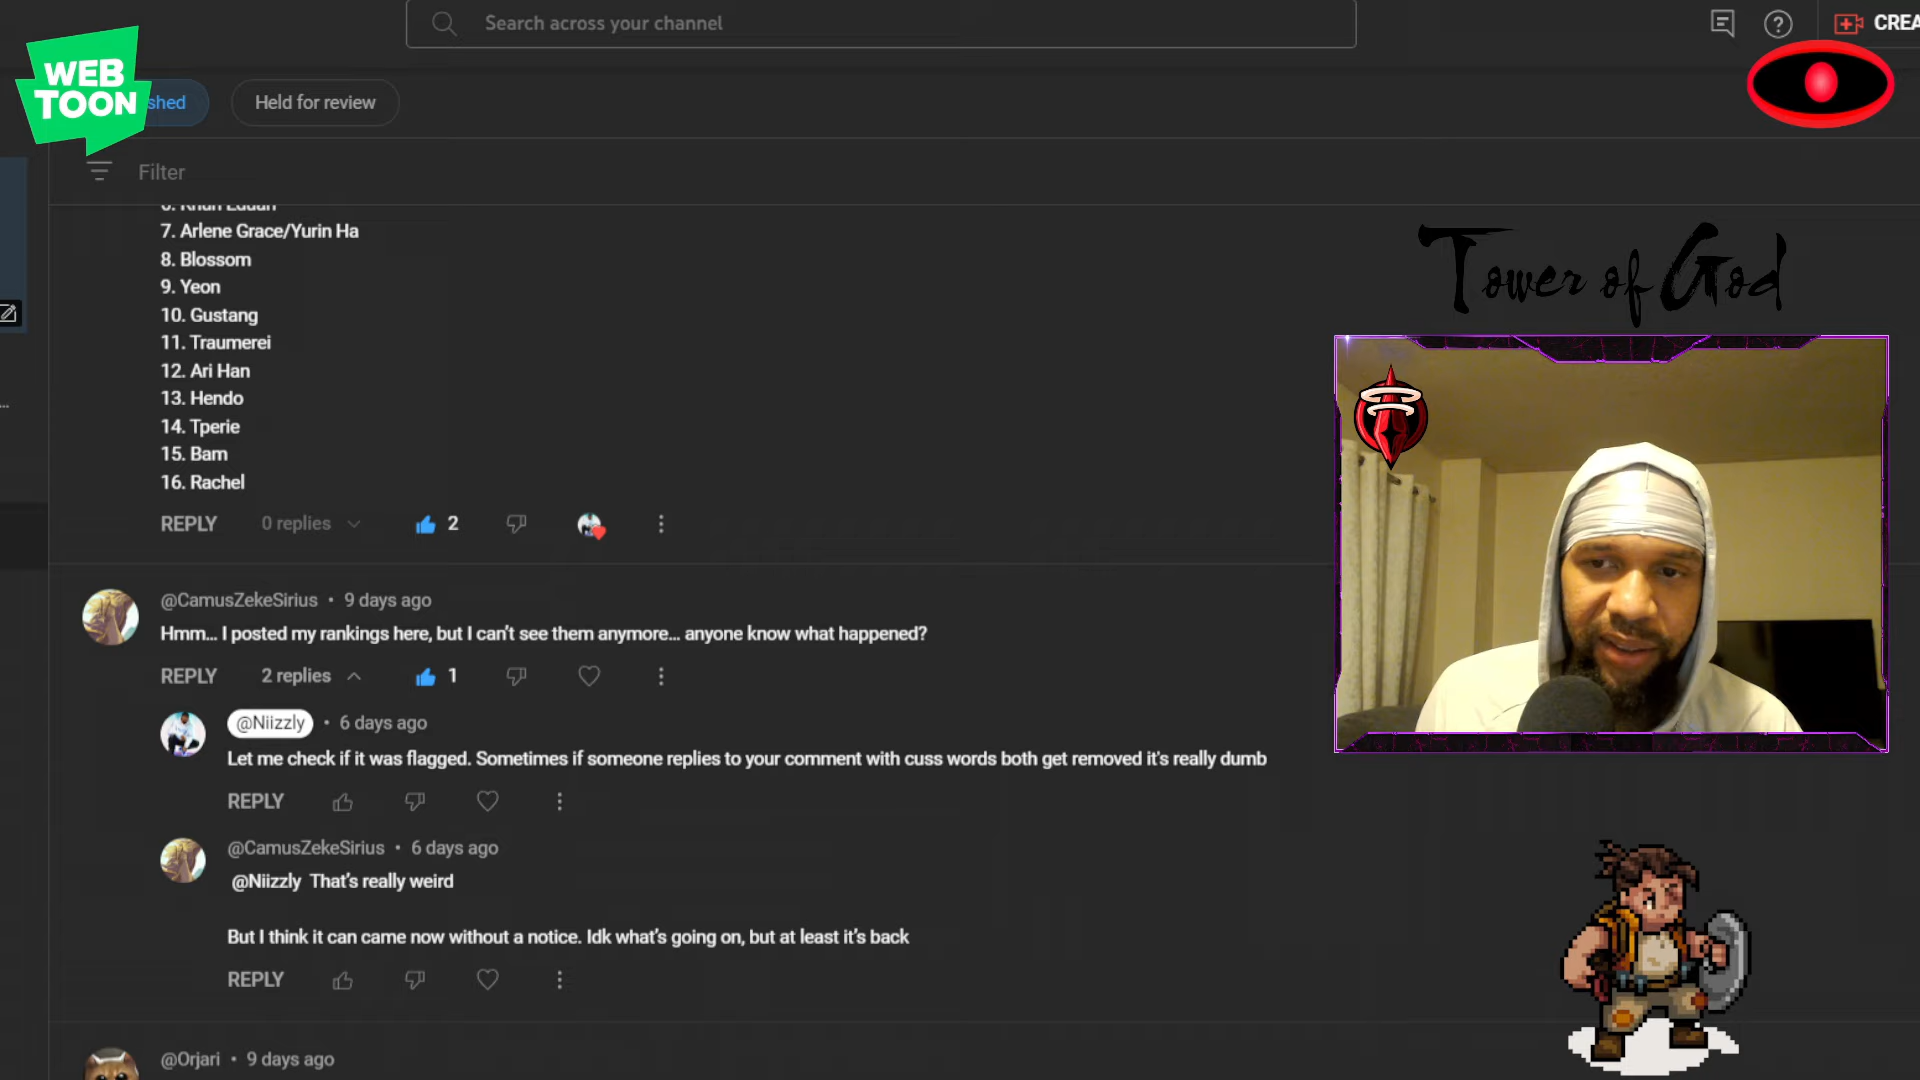 Search across your channel
CREA
WEB
TOON
shed
Held for review
Filter
6. Khun Eduan
7. Arlene Grace/Yurin Ha
8. Blossom
9. Yeon
10. Gustang
11. Traumerei
12. Ari Han
13. Hendo
14. Tperie
15. Bam
16. Rachel
REPLY 0 replies 2
Tower of God
@CamusZekeSirius • 9 days ago
Hmm... I posted my rankings here, but I can't see them anymore... anyone know what happened?
REPLY 2 replies 1
@Niizzly • 6 days ago
Let me check if it was flagged. Sometimes if someone replies to your comment with cuss words both get removed it's really dumb
REPLY
@CamusZekeSirius • 6 days ago
@Niizzly That's really weird
But I think it can came now without a notice. Idk what's going on, but at least it's back
REPLY
@Orjari • 9 days ago